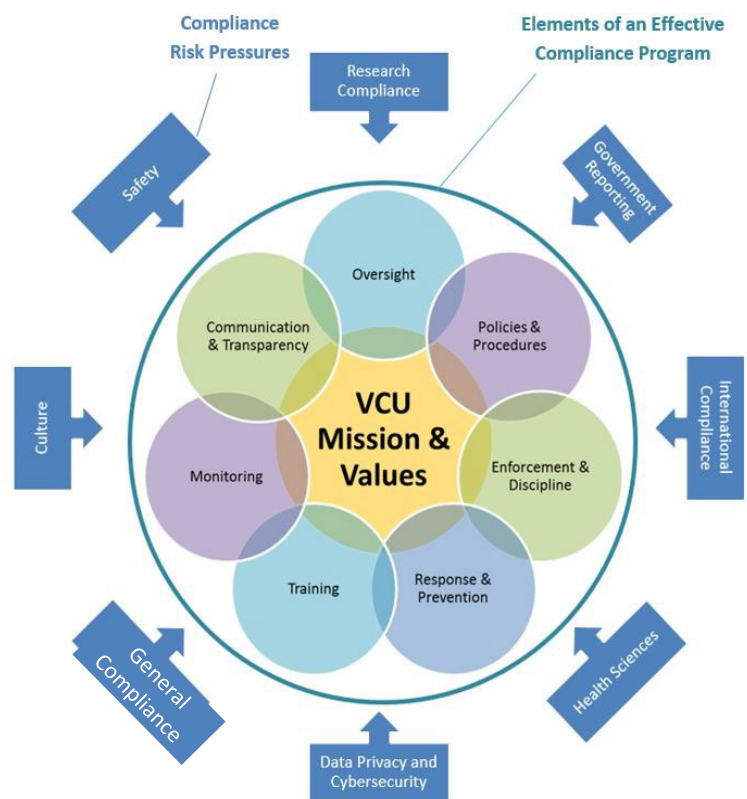 Compliance
Risk Pressures
Elements of an Effective
Compliance Program
Research
Compliance
Safety
Government
Reporting
Oversight
Communication
& Transparency
Policies &
Procedures
VCU
Mission &
Values
Culture
International
Compliance
Monitoring
Enforcement &
Discipline
Training
Response &
Prevention
General
Compliance
Health Sciences
Data Privacy and
Cybersecurity